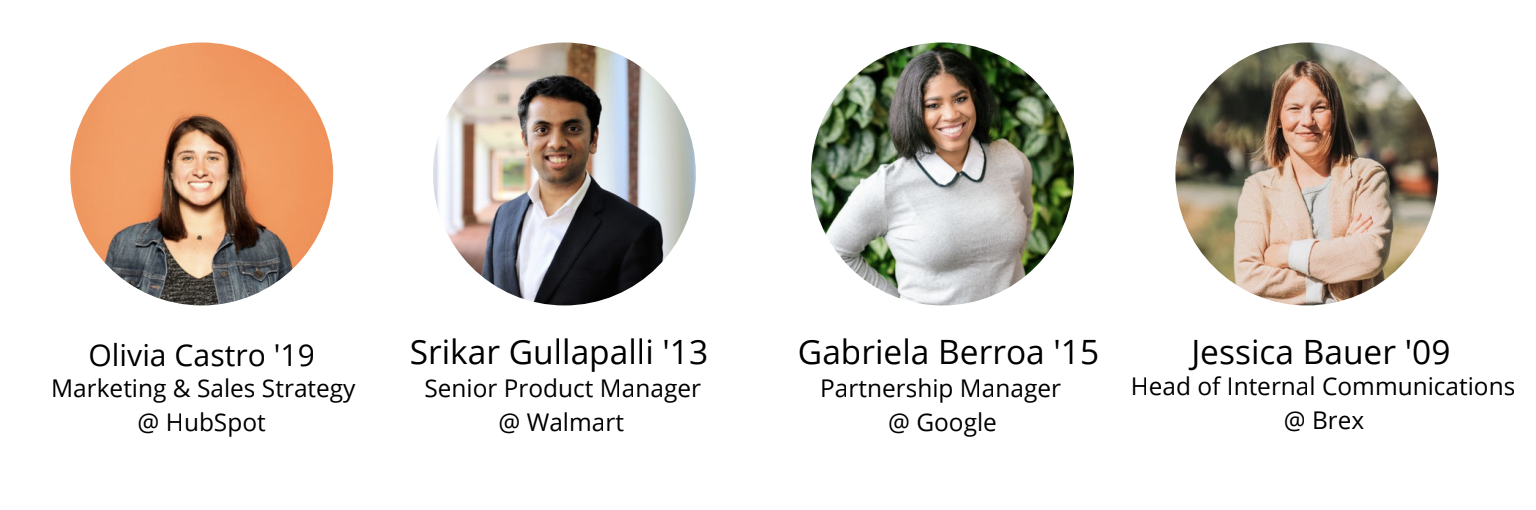 Olivia Castro '19
Marketing & Sales Strategy
@ HubSpot
Srikar Gullapalli '13
Senior Product Manager
@ Walmart
Gabriela Berroa '15
Partnership Manager
@ Google
Jessica Bauer '09
Head of Internal Communications
@ Brex